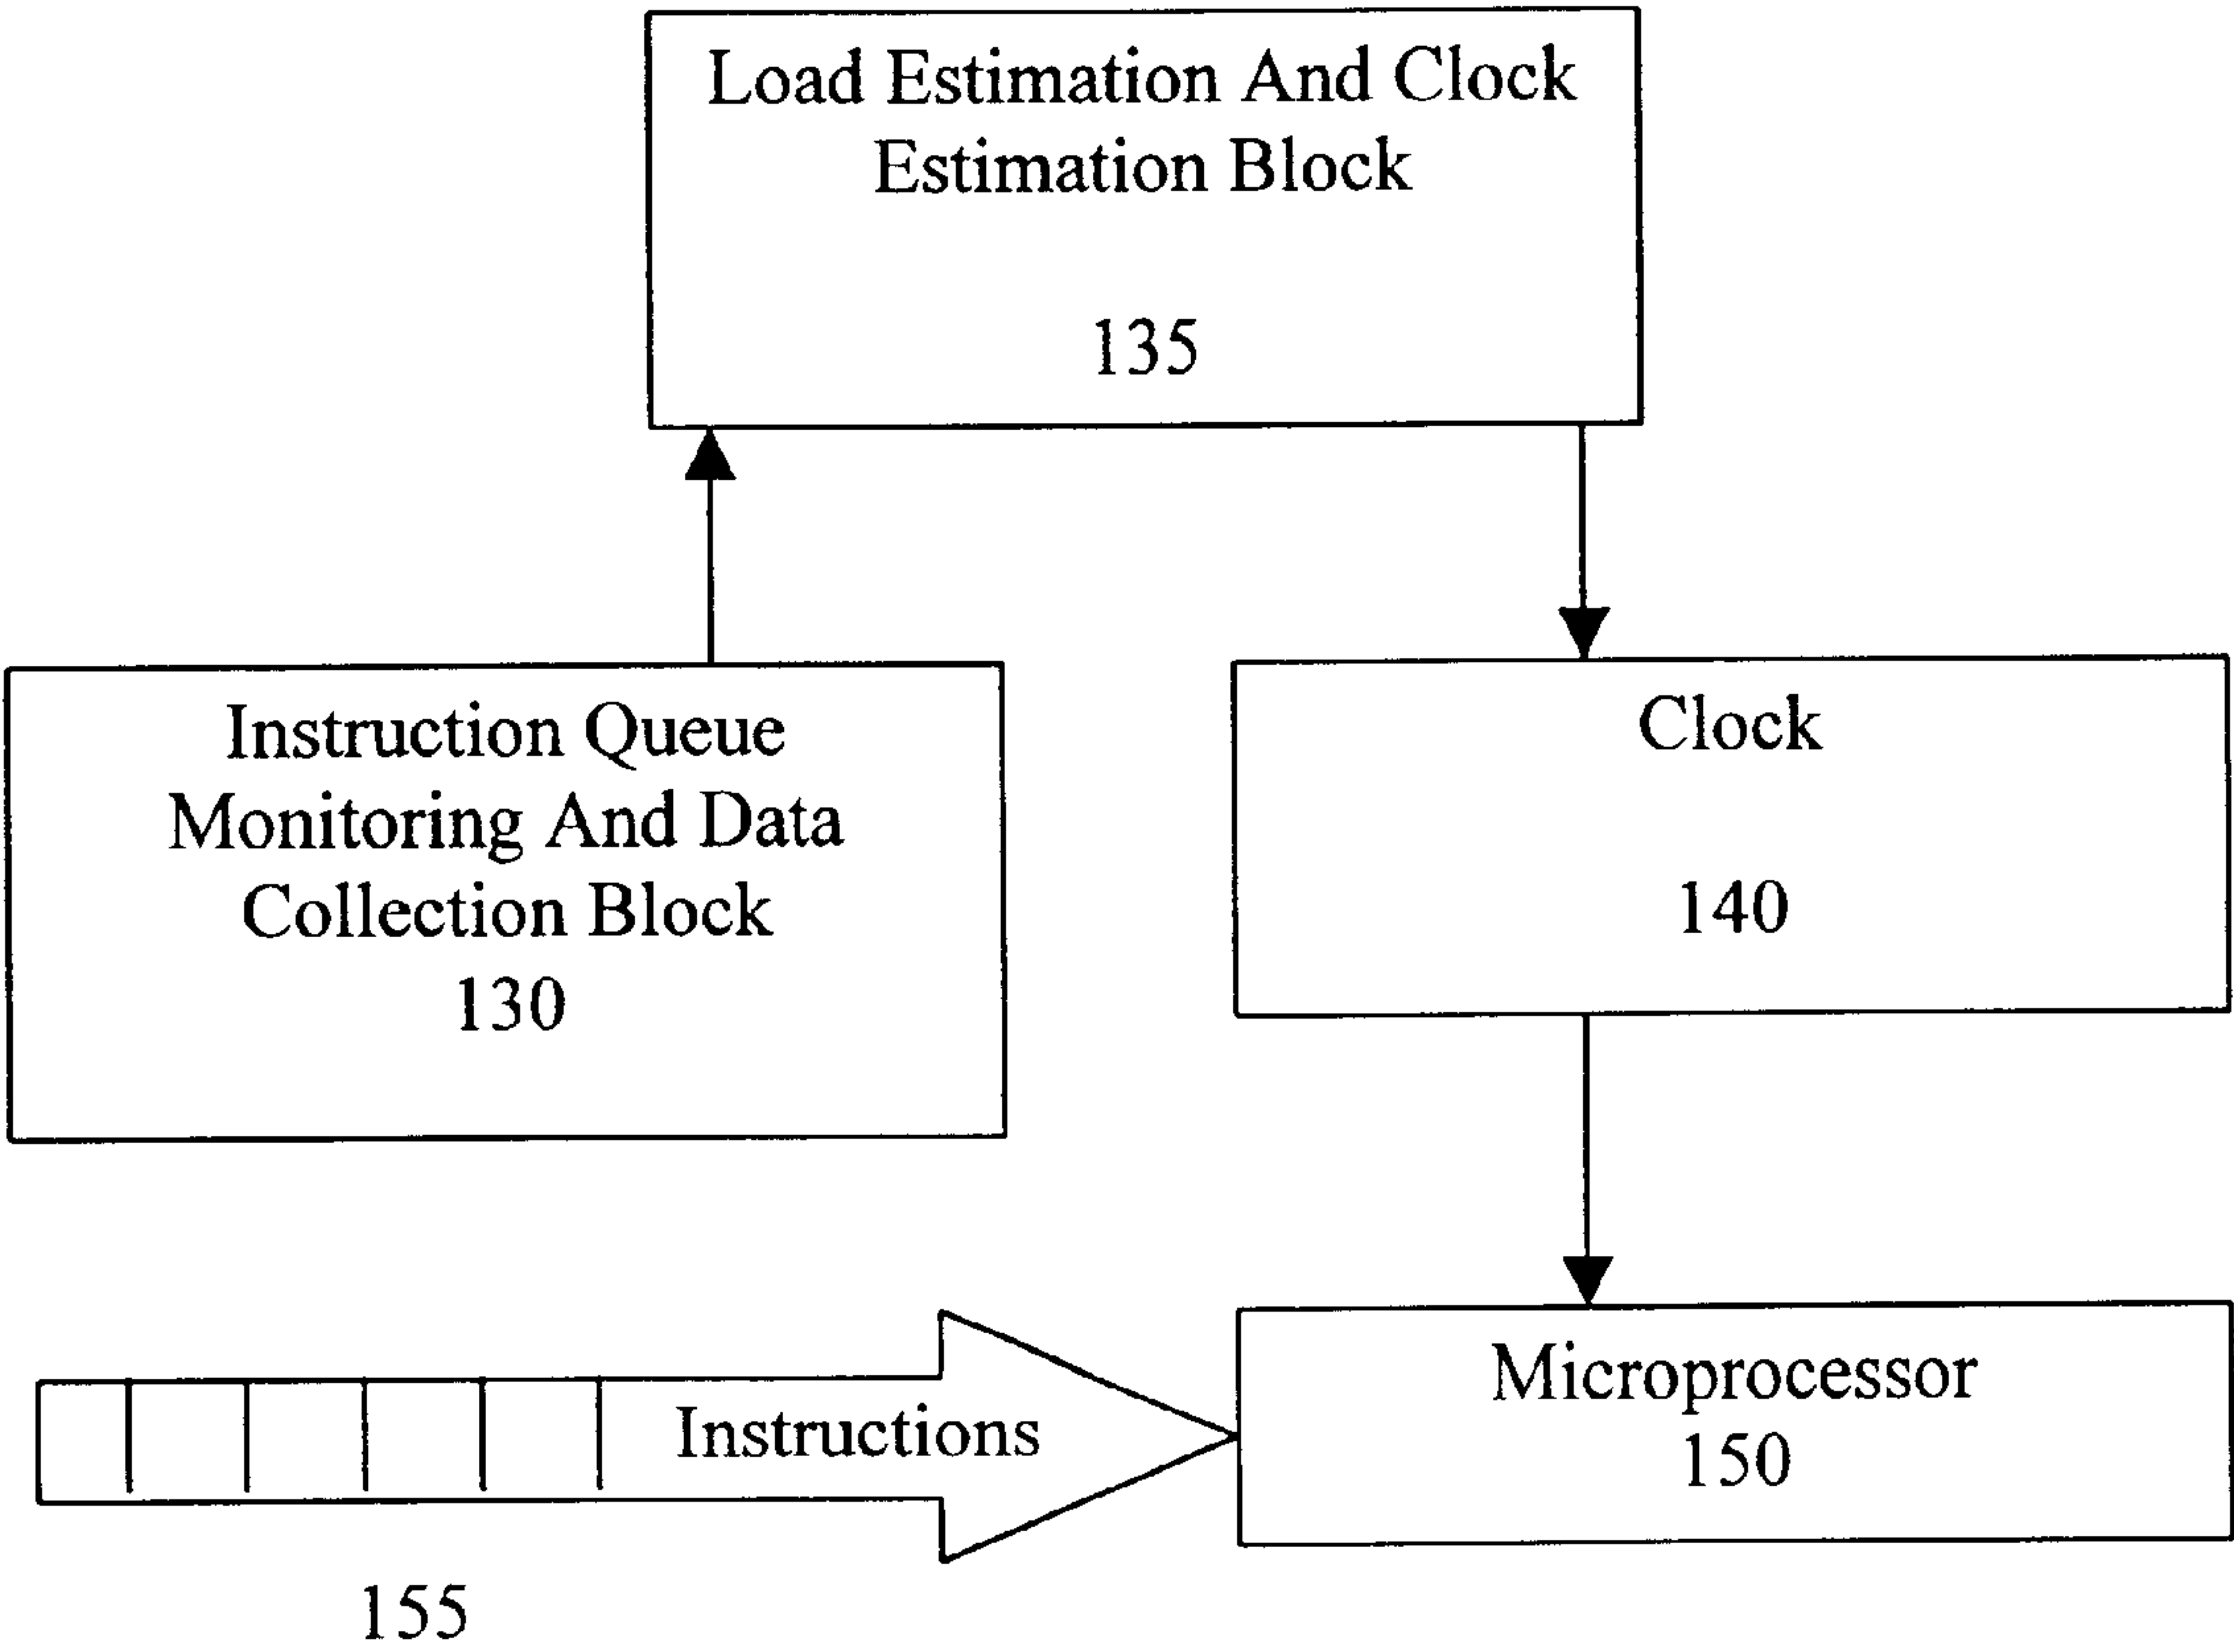 Load Estimation And Clock
Estimation Block
135
Instruction Queue
Monitoring And Data
Collection Block
130
Clock
140
Instructions
155
Microprocessor
150